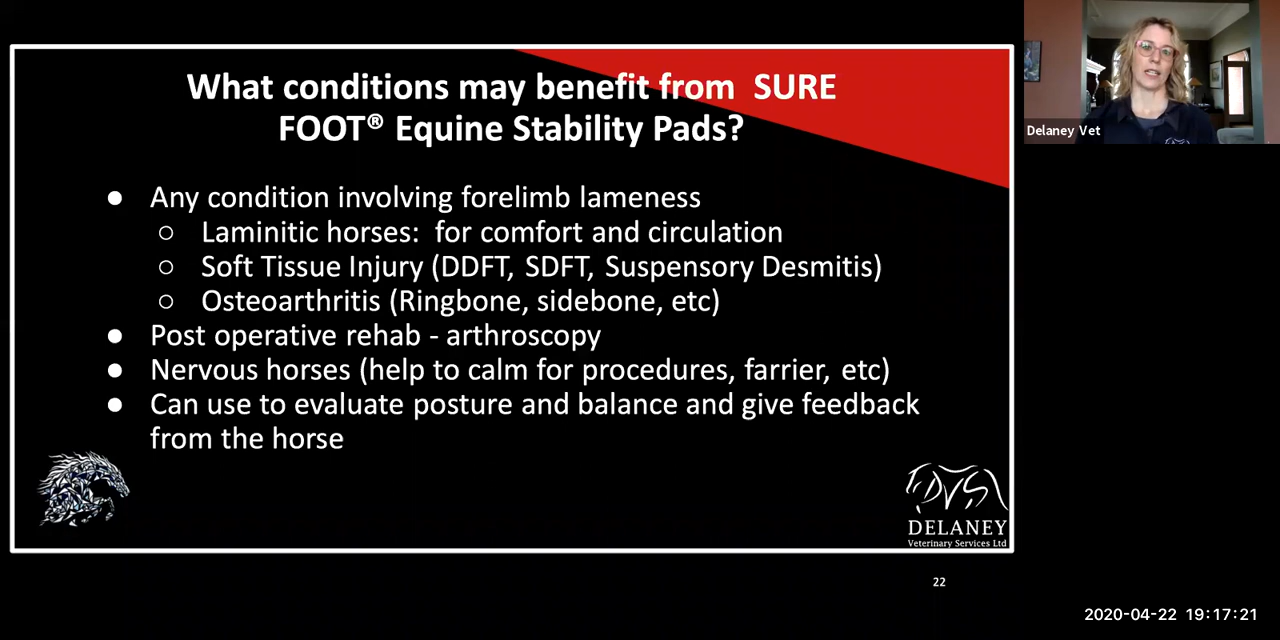 What conditions may benefit from  SURE
FOOT® Equine Stability Pads?
● Any condition involving forelimb lameness
○ Laminitic horses:  for comfort and circulation
○ Soft Tissue Injury (DDFT, SDFT, Suspensory Desmitis)
○ Osteoarthritis (Ringbone, sidebone, etc)
● Post operative rehab - arthroscopy
● Nervous horses (help to calm for procedures, farrier, etc)
● Can use to evaluate posture and balance and give feedback
from the horse
DVS
DELANEY
Veterinary Services Ltd
22
Delaney Vet
2020-04-22 19:17:21